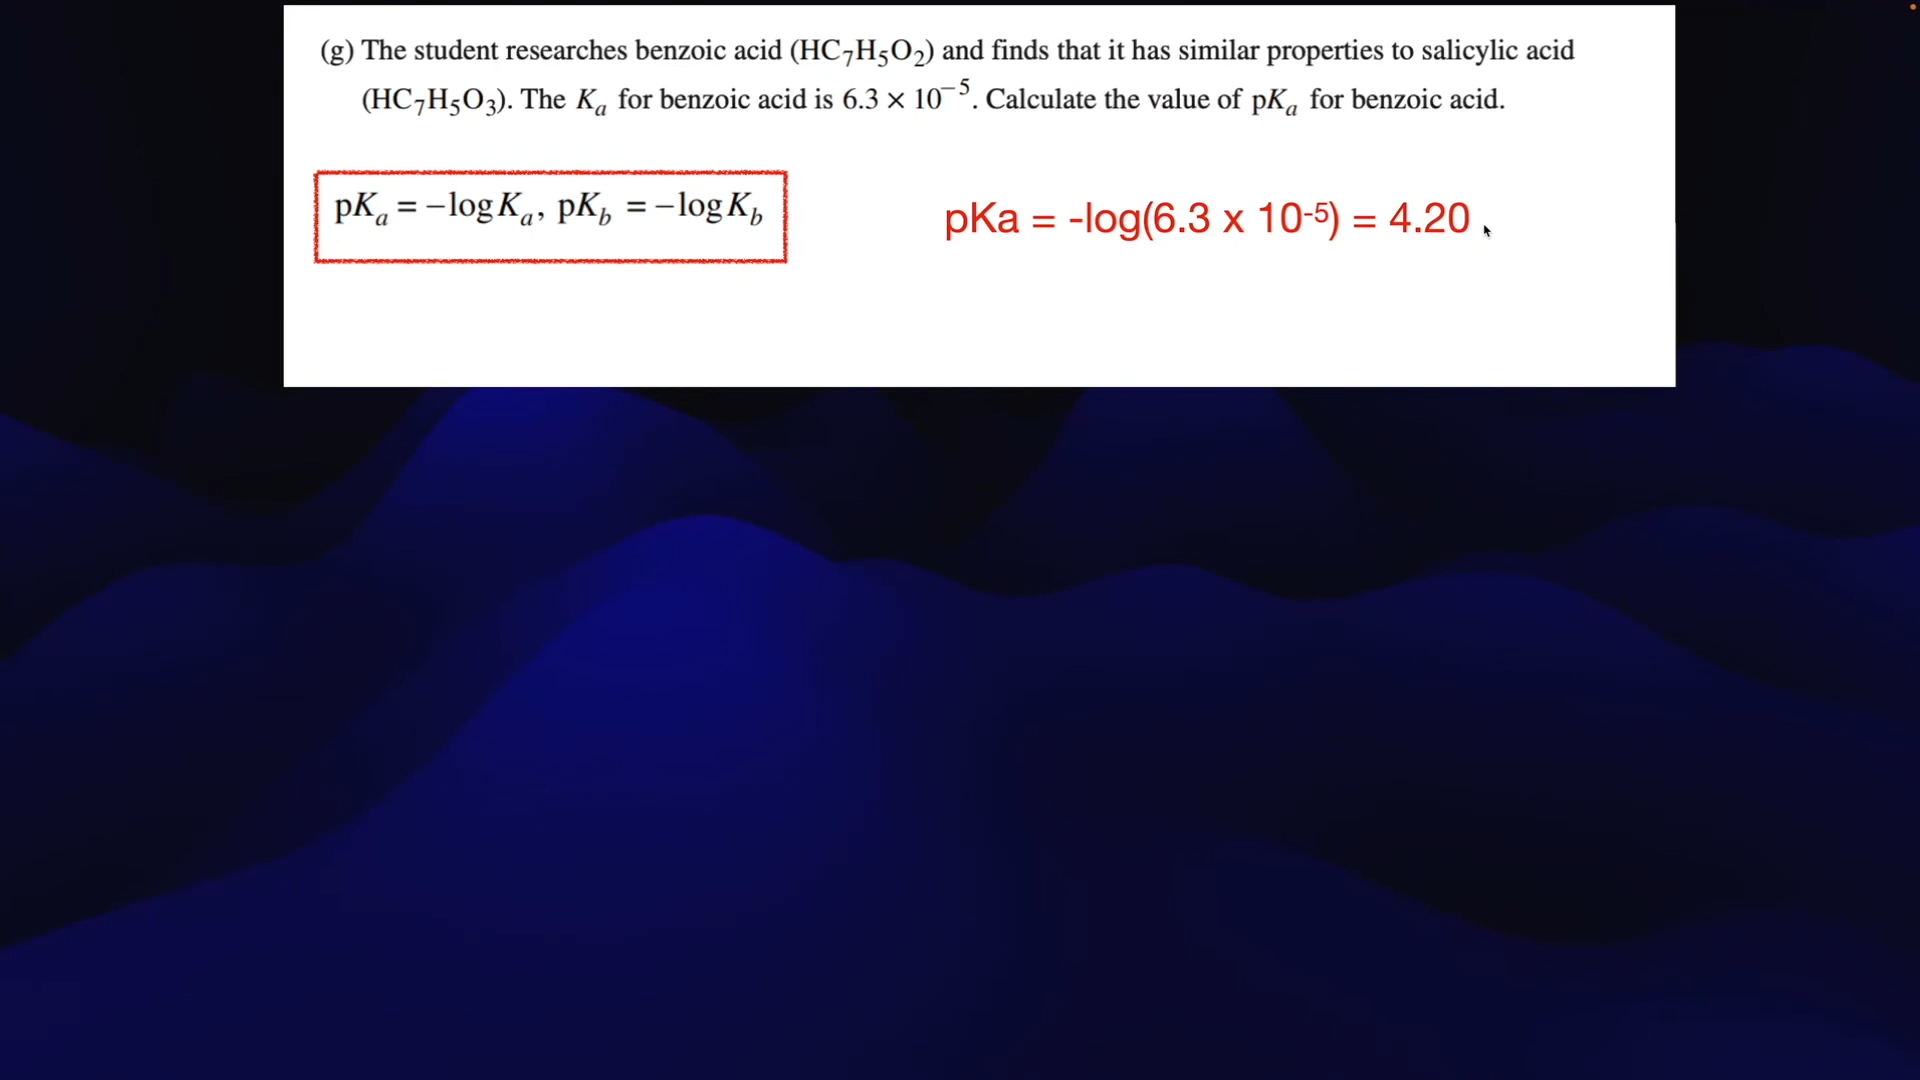 (g) The student researches benzoic acid (HC₇H₅O₂) and finds that it has similar properties to salicylic acid
(HC₇H₅O₃). The Kₐ for benzoic acid is 6.3 × 10⁻⁵. Calculate the value of pKₐ for benzoic acid.
pKₐ = −log Kₐ, pK_b = −log K_b
pKa = -log(6.3 x 10⁻⁵) = 4.20